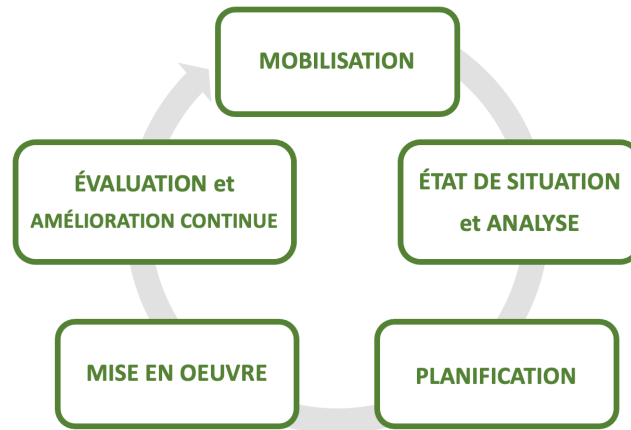 MOBILISATION
ÉTAT DE SITUATION
et ANALYSE
PLANIFICATION
MISE EN OEUVRE
ÉVALUATION et
AMÉLIORATION CONTINUE